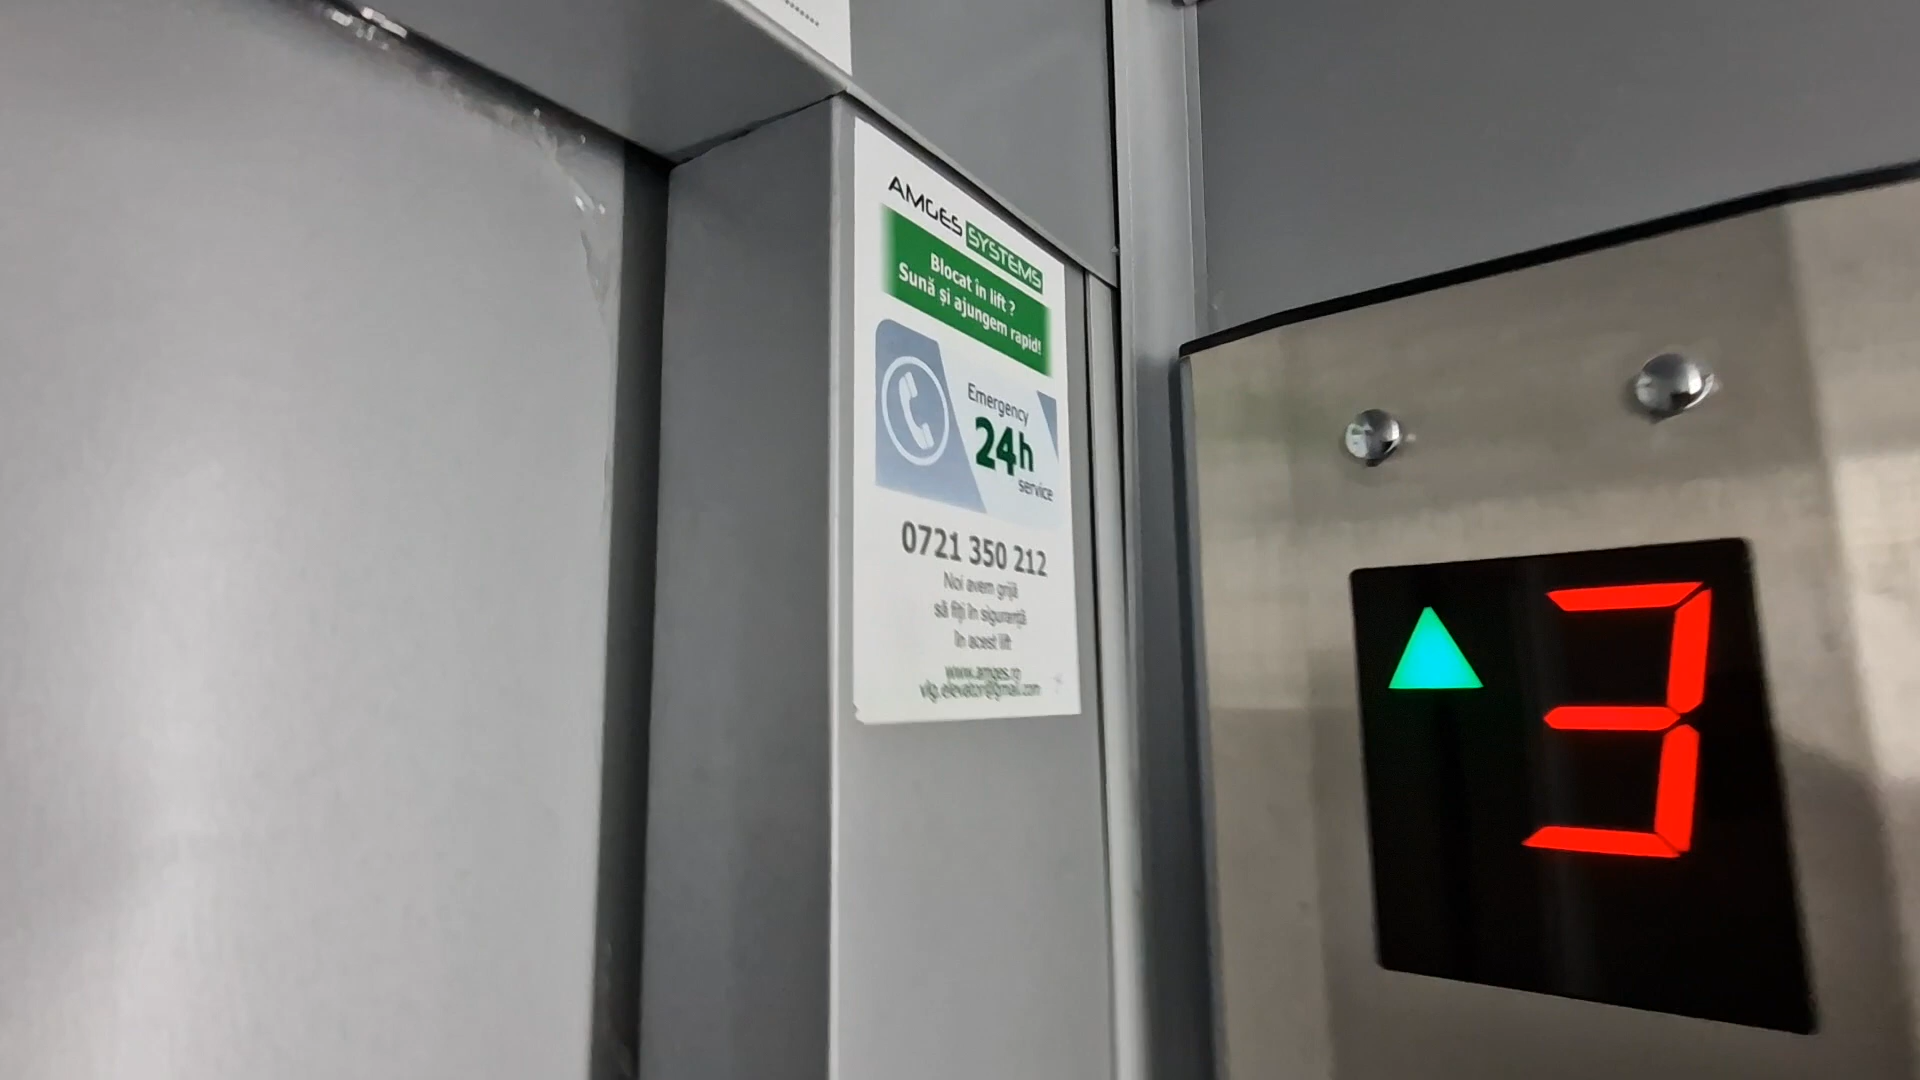 AMGES SYSTEMS
Blocat în lift ?
Sună și ajungem rapid!
Emergency
24h
service
0721 350 212
Noi avem grijă
să fiți în siguranță
în acest lift
www.amges.ro
vlg.elevator@gmail.com
3